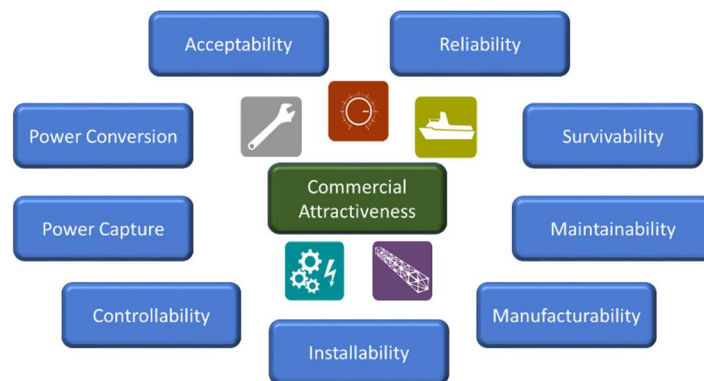 Acceptability
Reliability
Power Conversion
Survivability
Commercial
Attractiveness
Power Capture
Maintainability
Controllability
Manufacturability
Installability